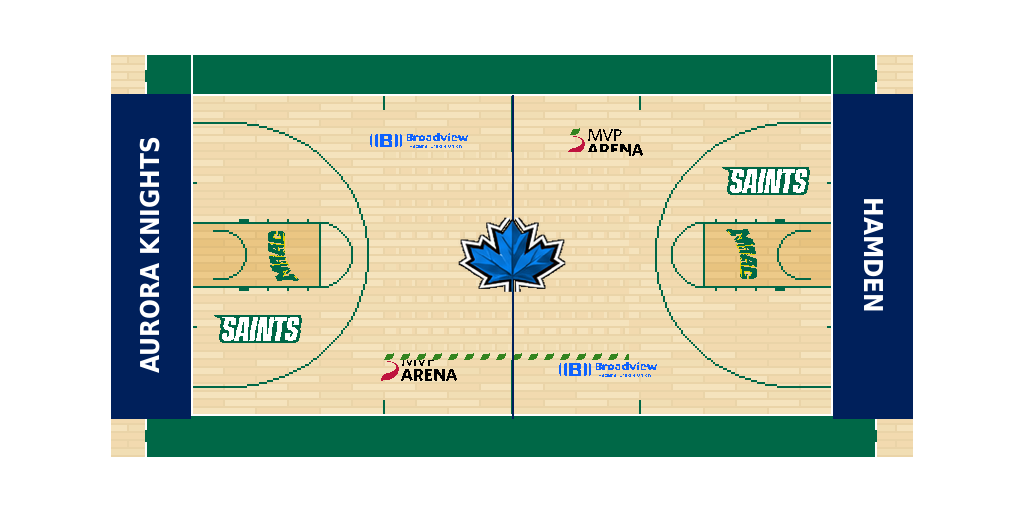 AURORA KNIGHTS
Broadview
MVP
ARENA
SAINTS
HAMDEN
MAAC
MAAC
SAINTS
MVP
ARENA
Broadview